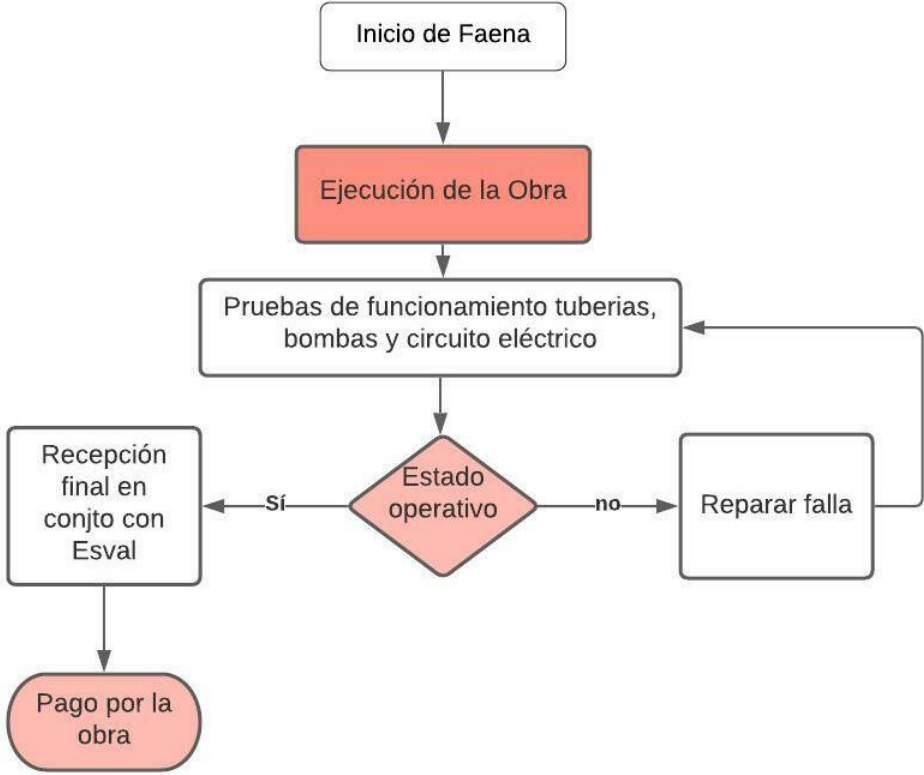 Inicio de Faena
Ejecución de la Obra
Pruebas de funcionamiento tuberias,
bombas y circuito eléctrico
Estado
operativo
Sí
no
Recepción
final en
conjto con
Esval
Reparar falla
Pago por la
obra